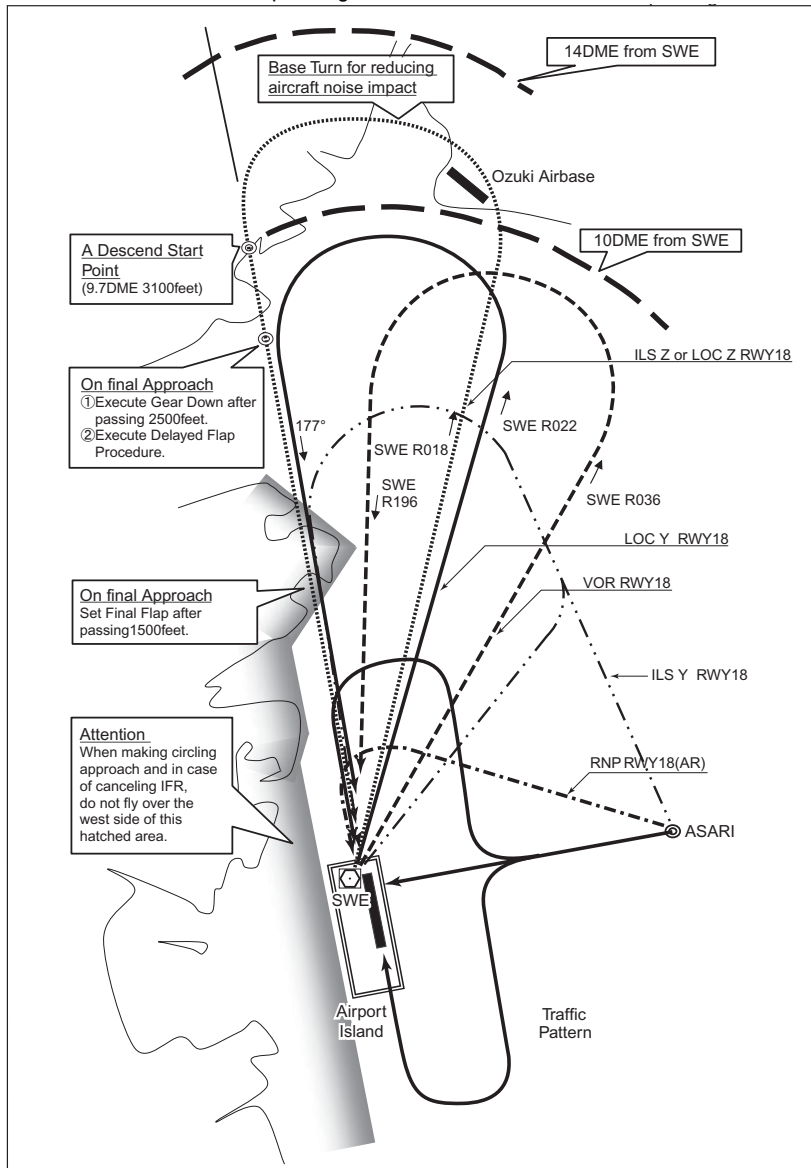 14DME from SWE
Base Turn for reducing
aircraft noise impact
Ozuki Airbase
10DME from SWE
A Descend Start
Point
(9.7DME 3100feet)
On final Approach
①Execute Gear Down after
passing 2500feet.
②Execute Delayed Flap
Procedure.
ILS Z or LOC Z RWY18
177°
SWE R018
SWE R022
SWE
R196
SWE R036
LOC Y RWY18
VOR RWY18
On final Approach
Set Final Flap after
passing1500feet.
ILS Y RWY18
Attention
When making circling
approach and in case
of canceling IFR,
do not fly over the
west side of this
hatched area.
RNP RWY18(AR)
ASARI
SWE
Airport
Island
Traffic
Pattern